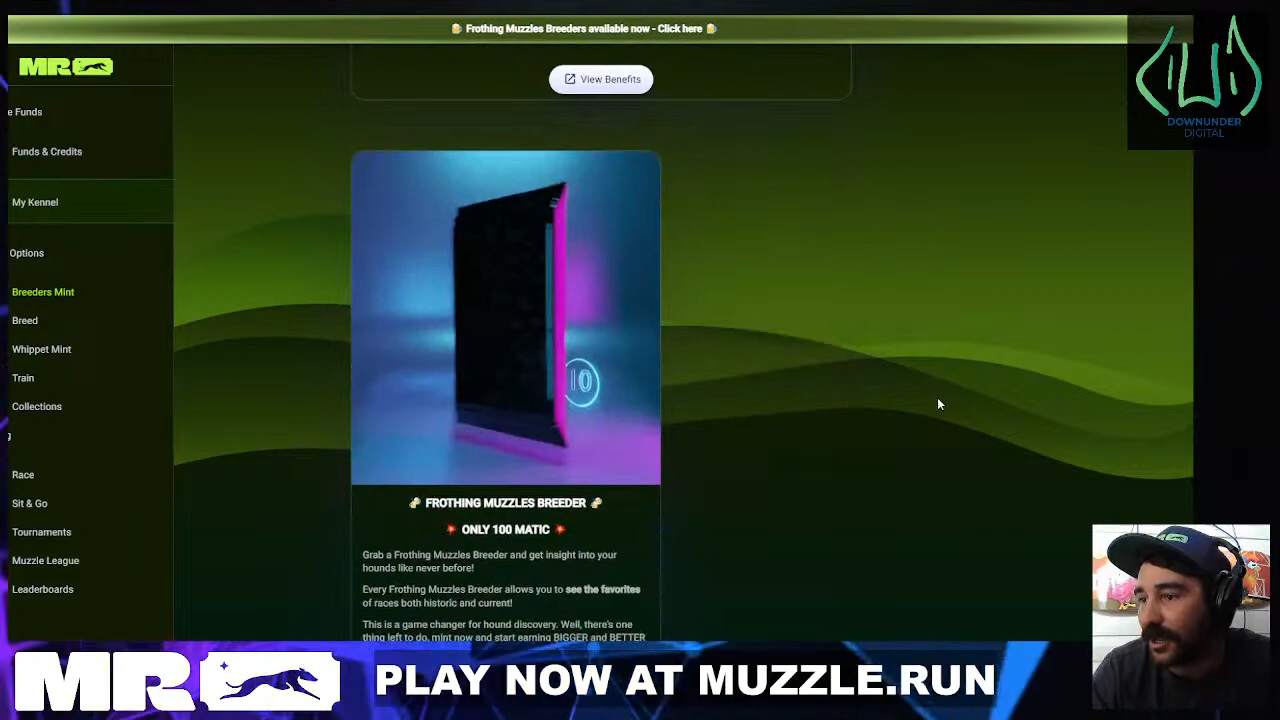 🍺 Frothing Muzzles Breeders available now - Click here 🍺
MR
DOWNUNDER
DIGITAL
View Benefits
e Funds
Funds & Credits
My Kennel
Options
Breeders Mint
Breed
Whippet Mint
Train
Collections
g
Race
Sit & Go
Tournaments
Muzzle League
Leaderboards
10
🍻 FROTHING MUZZLES BREEDER 🍻
💥 ONLY 100 MATIC 💥
Grab a Frothing Muzzles Breeder and get insight into your
hounds like never before!
Every Frothing Muzzles Breeder allows you to see the favorites
of races both historic and current!
This is a game changer for hound discovery. Well, there's one
thing left to do, mint now and start earning BIGGER and BETTER
MR PLAY NOW AT MUZZLE.RUN